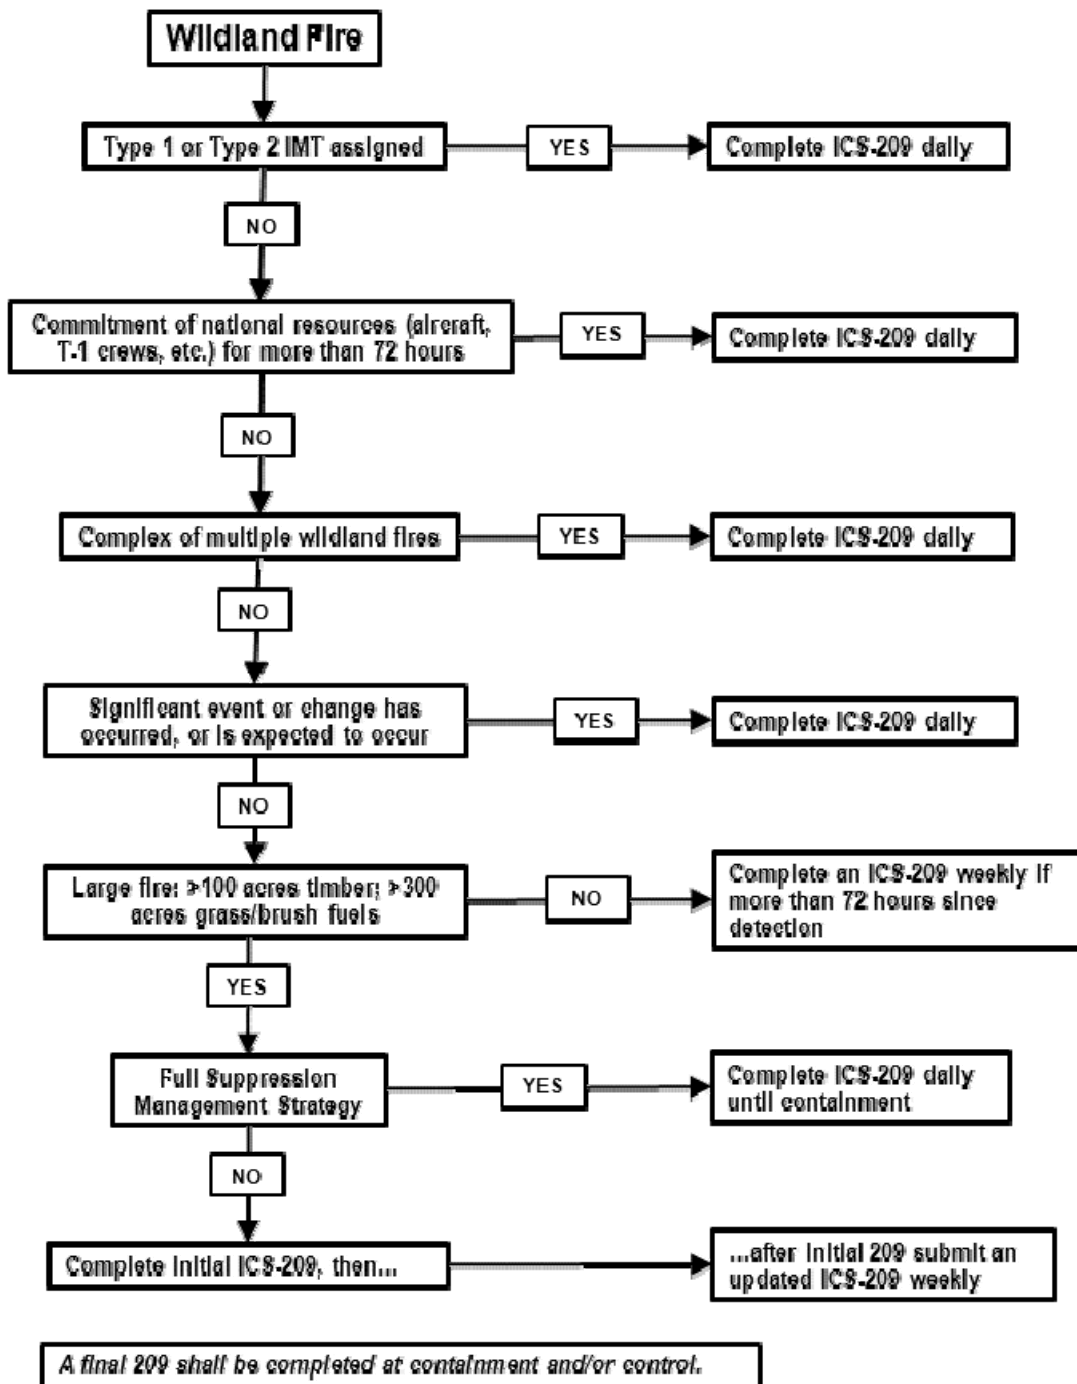 Wildland Fire
Type 1 or Type 2 IMT assigned
YES
Complete ICS-209 daily
NO
Commitment of national resources (aircraft,
T-1 crews, etc.) for more than 72 hours
YES
Complete ICS-209 daily
NO
Complex of multiple wildland fires
YES
Complete ICS-209 daily
NO
Significant event or change has
occurred, or is expected to occur
YES
Complete ICS-209 daily
NO
Large fire: >100 acres timber; >300
acres grass/brush fuels
NO
Complete an ICS-209 weekly if
more than 72 hours since
detection
YES
Full Suppression
Management Strategy
YES
Complete ICS-209 daily
until containment
NO
Complete initial ICS-209, then...
...after initial 209 submit an
updated ICS-209 weekly
A final 209 shall be completed at containment and/or control.